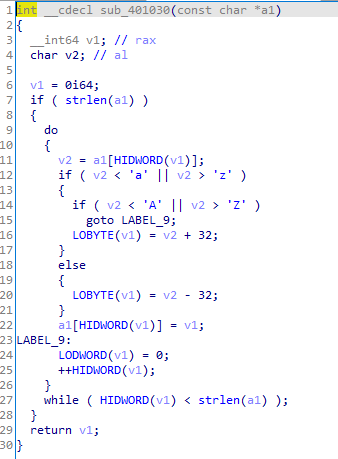 1 int __cdecl sub_401030(const char *a1)
2 {
3   __int64 v1; // rax
4   char v2; // al
5
6   v1 = 0i64;
7   if ( strlen(a1) )
8   {
9     do
10     {
11       v2 = a1[HIDWORD(v1)];
12       if ( v2 < 'a' || v2 > 'z' )
13       {
14         if ( v2 < 'A' || v2 > 'Z' )
15           goto LABEL_9;
16         LOBYTE(v1) = v2 + 32;
17       }
18       else
19       {
20         LOBYTE(v1) = v2 - 32;
21       }
22       a1[HIDWORD(v1)] = v1;
23 LABEL_9:
24       LODWORD(v1) = 0;
25       ++HIDWORD(v1);
26     }
27     while ( HIDWORD(v1) < strlen(a1) );
28   }
29   return v1;
30 }